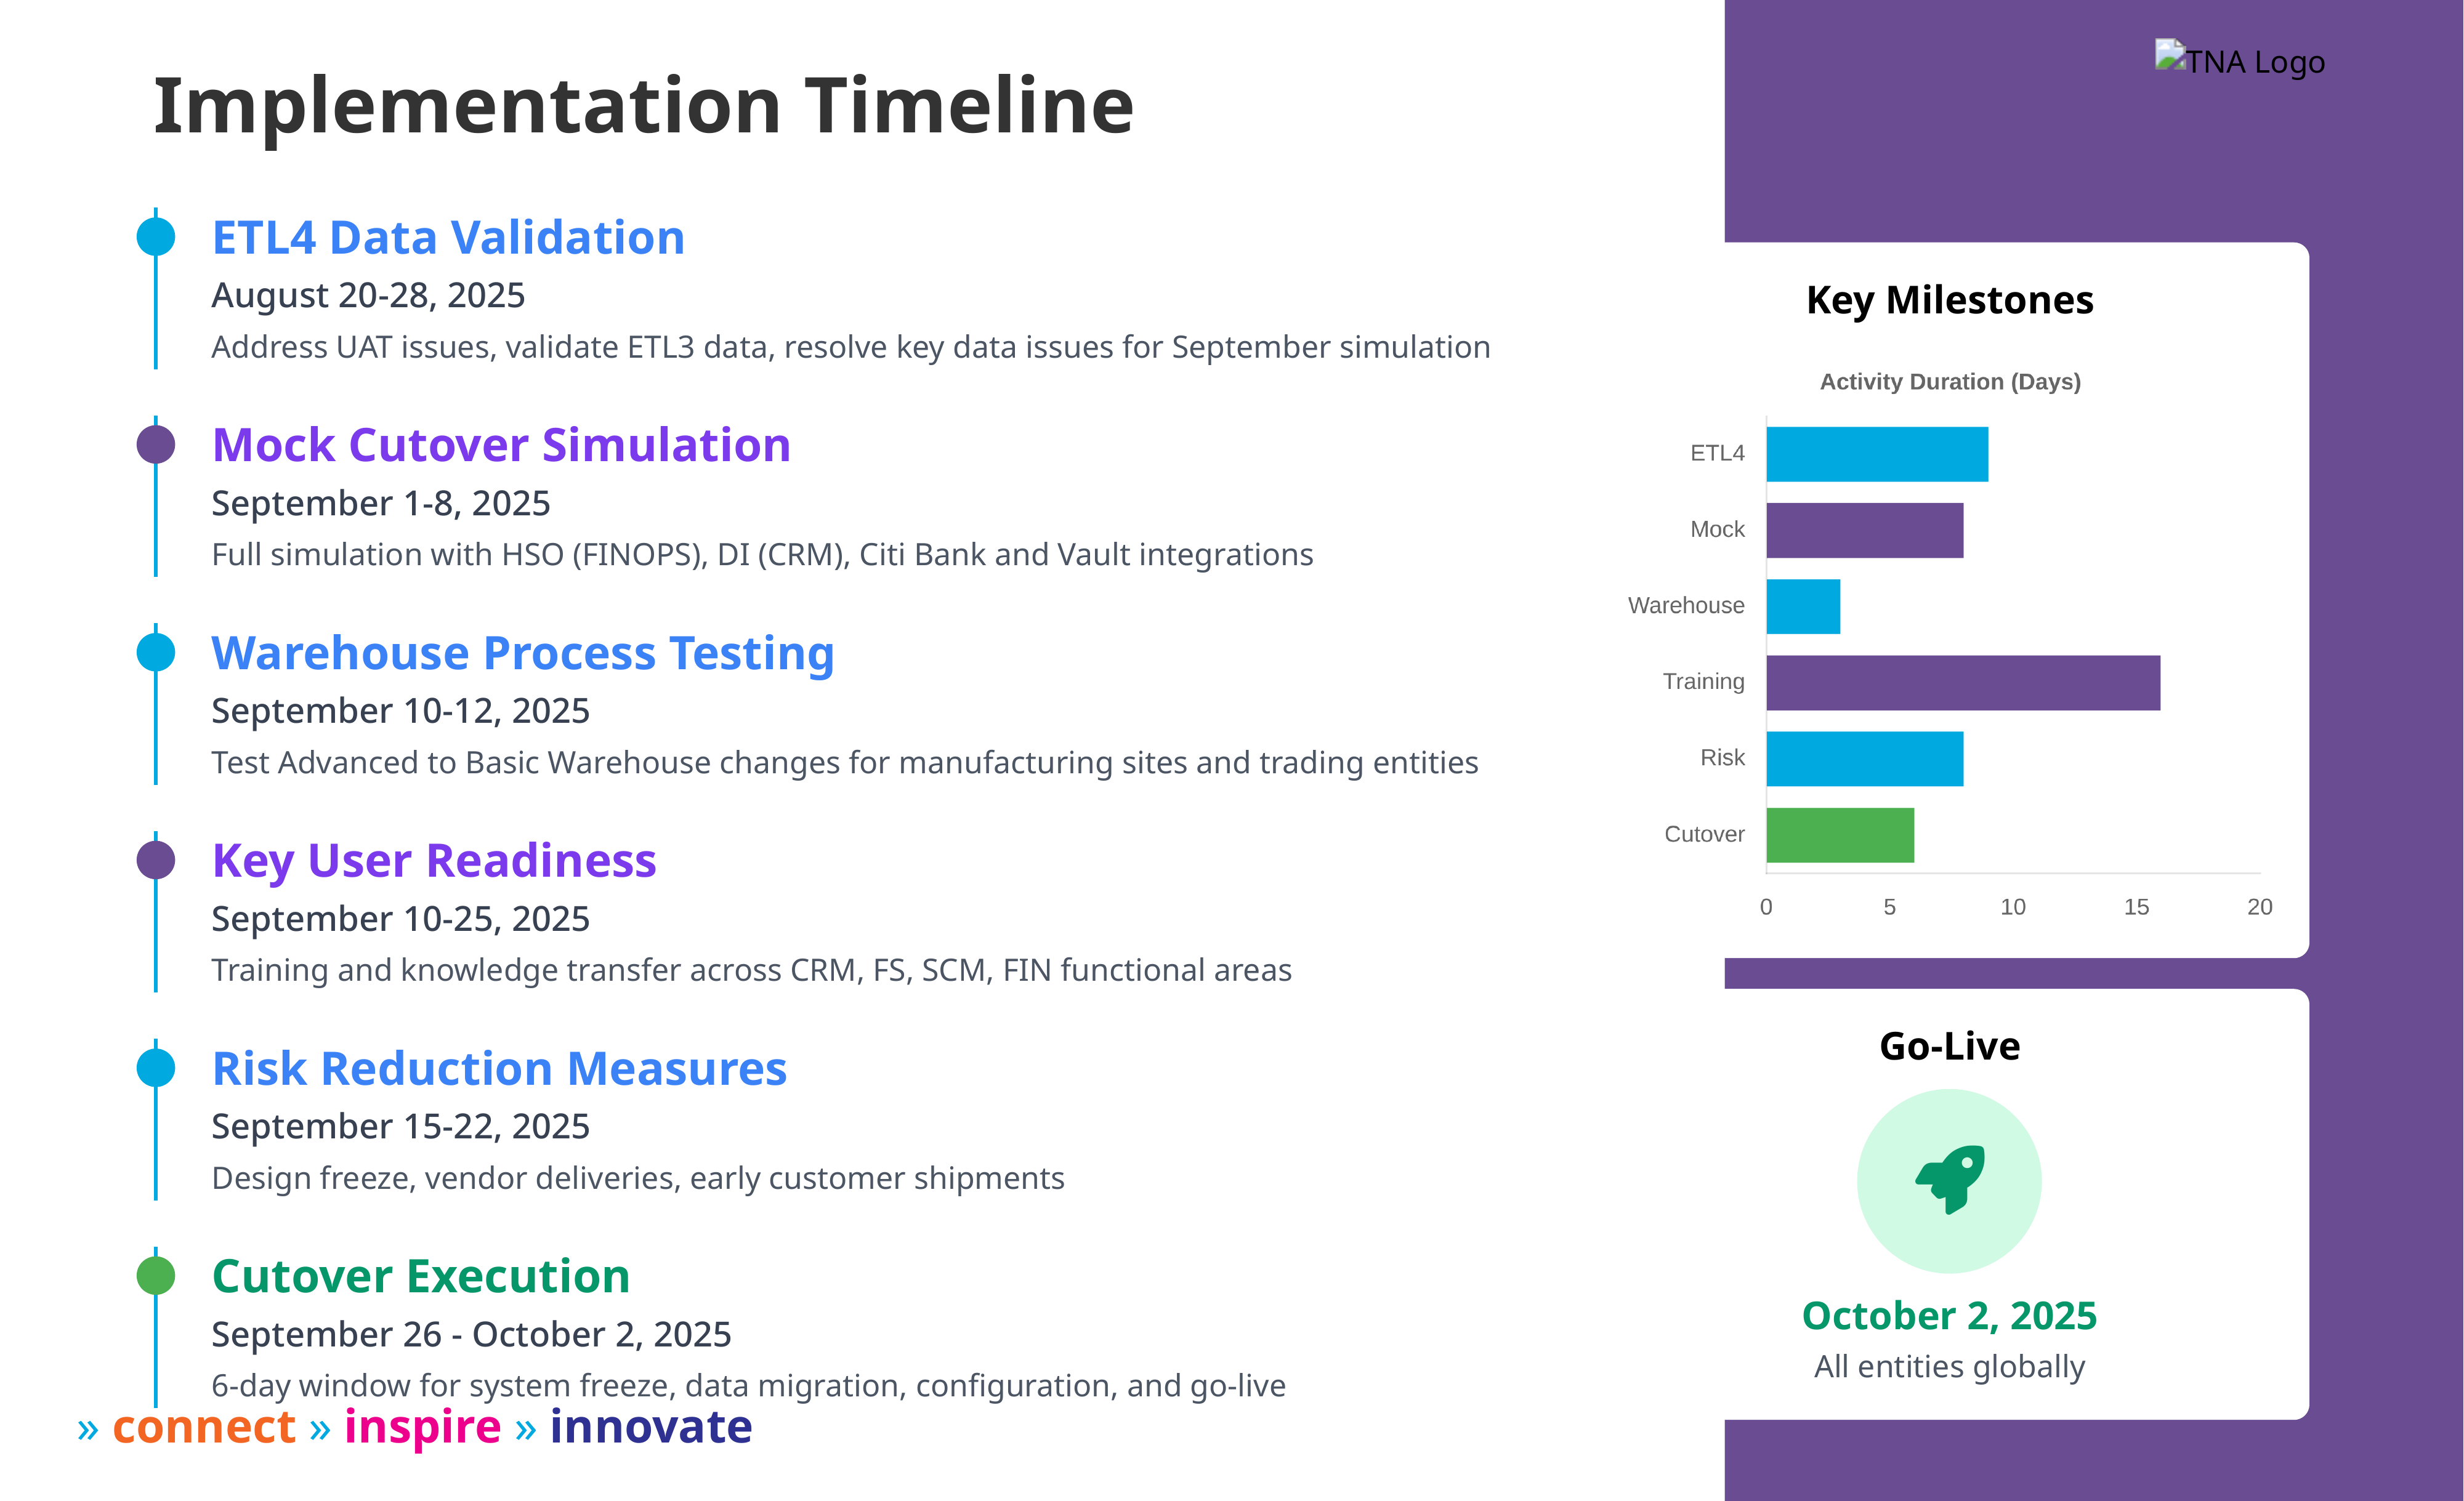 Implementation Timeline
ETL4 Data Validation
August 20-28, 2025
Address UAT issues, validate ETL3 data, resolve key data issues for September simulation
Mock Cutover Simulation
September 1-8, 2025
Full simulation with HSO (FINOPS), DI (CRM), Citi Bank and Vault integrations
Warehouse Process Testing
September 10-12, 2025
Test Advanced to Basic Warehouse changes for manufacturing sites and trading entities
Key User Readiness
September 10-25, 2025
Training and knowledge transfer across CRM, FS, SCM, FIN functional areas
Risk Reduction Measures
September 15-22, 2025
Design freeze, vendor deliveries, early customer shipments
Cutover Execution
September 26 - October 2, 2025
6-day window for system freeze, data migration, configuration, and go-live
» connect » inspire » innovate
TNA Logo
Key Milestones
Activity Duration (Days)
ETL4
Mock
Warehouse
Training
Risk
Cutover
0 5 10 15 20
Go-Live
October 2, 2025
All entities globally